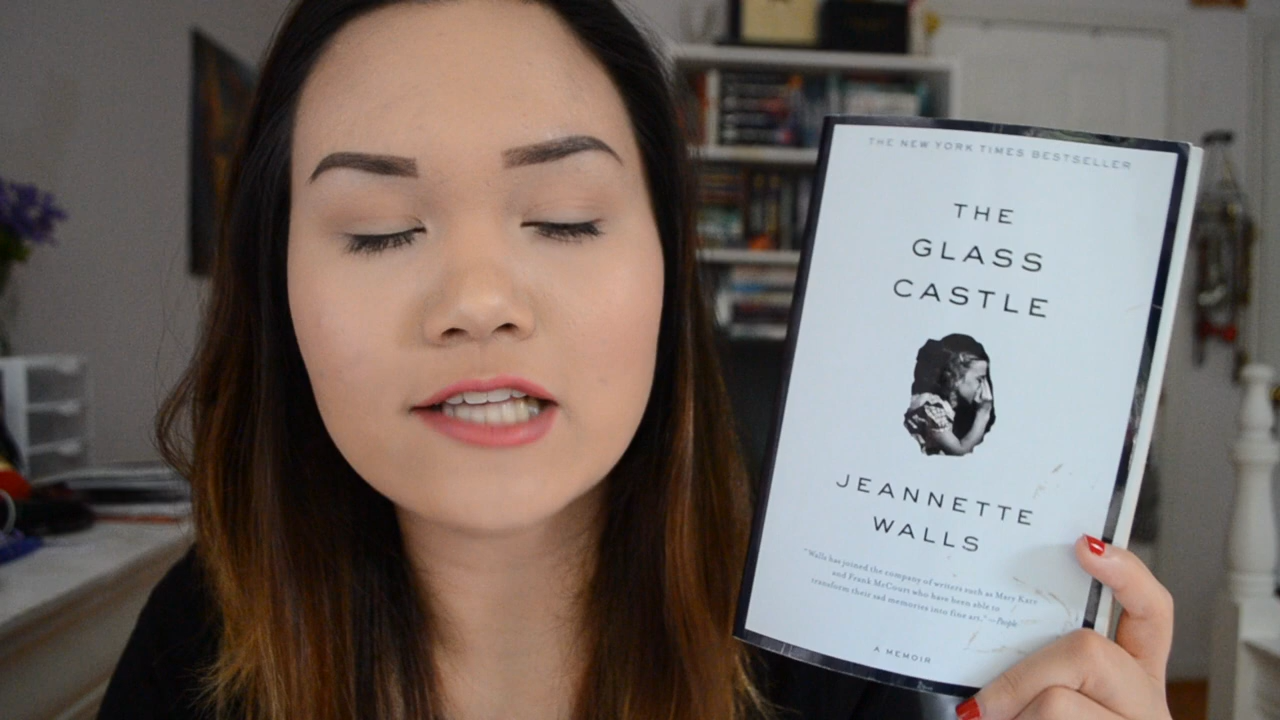 THE NEW YORK TIMES BESTSELLER
THE
GLASS
CASTLE
JEANNETTE
WALLS
"Walls has joined the company of writers such as Mary Karr
and Frank McCourt who have been able to
transform their sad memories into fine art." —People
A MEMOIR